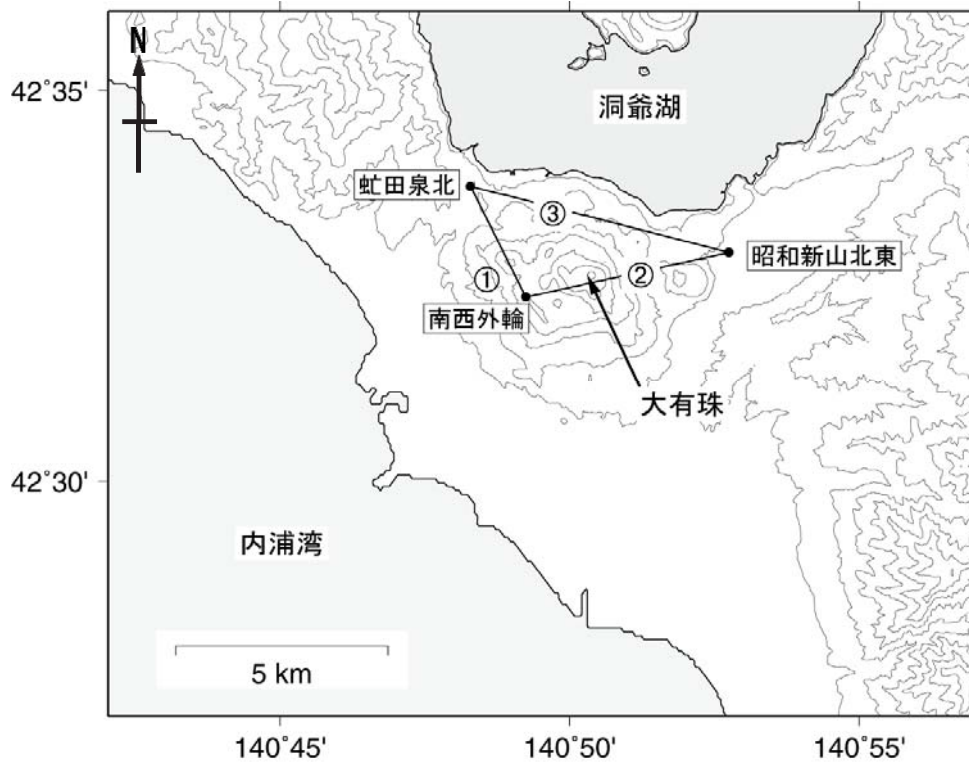 N
42°35'
洞爺湖
虻田泉北
③
昭和新山北東
①
②
南西外輪
大有珠
42°30'
内浦湾
5 km
140°45'
140°50'
140°55'